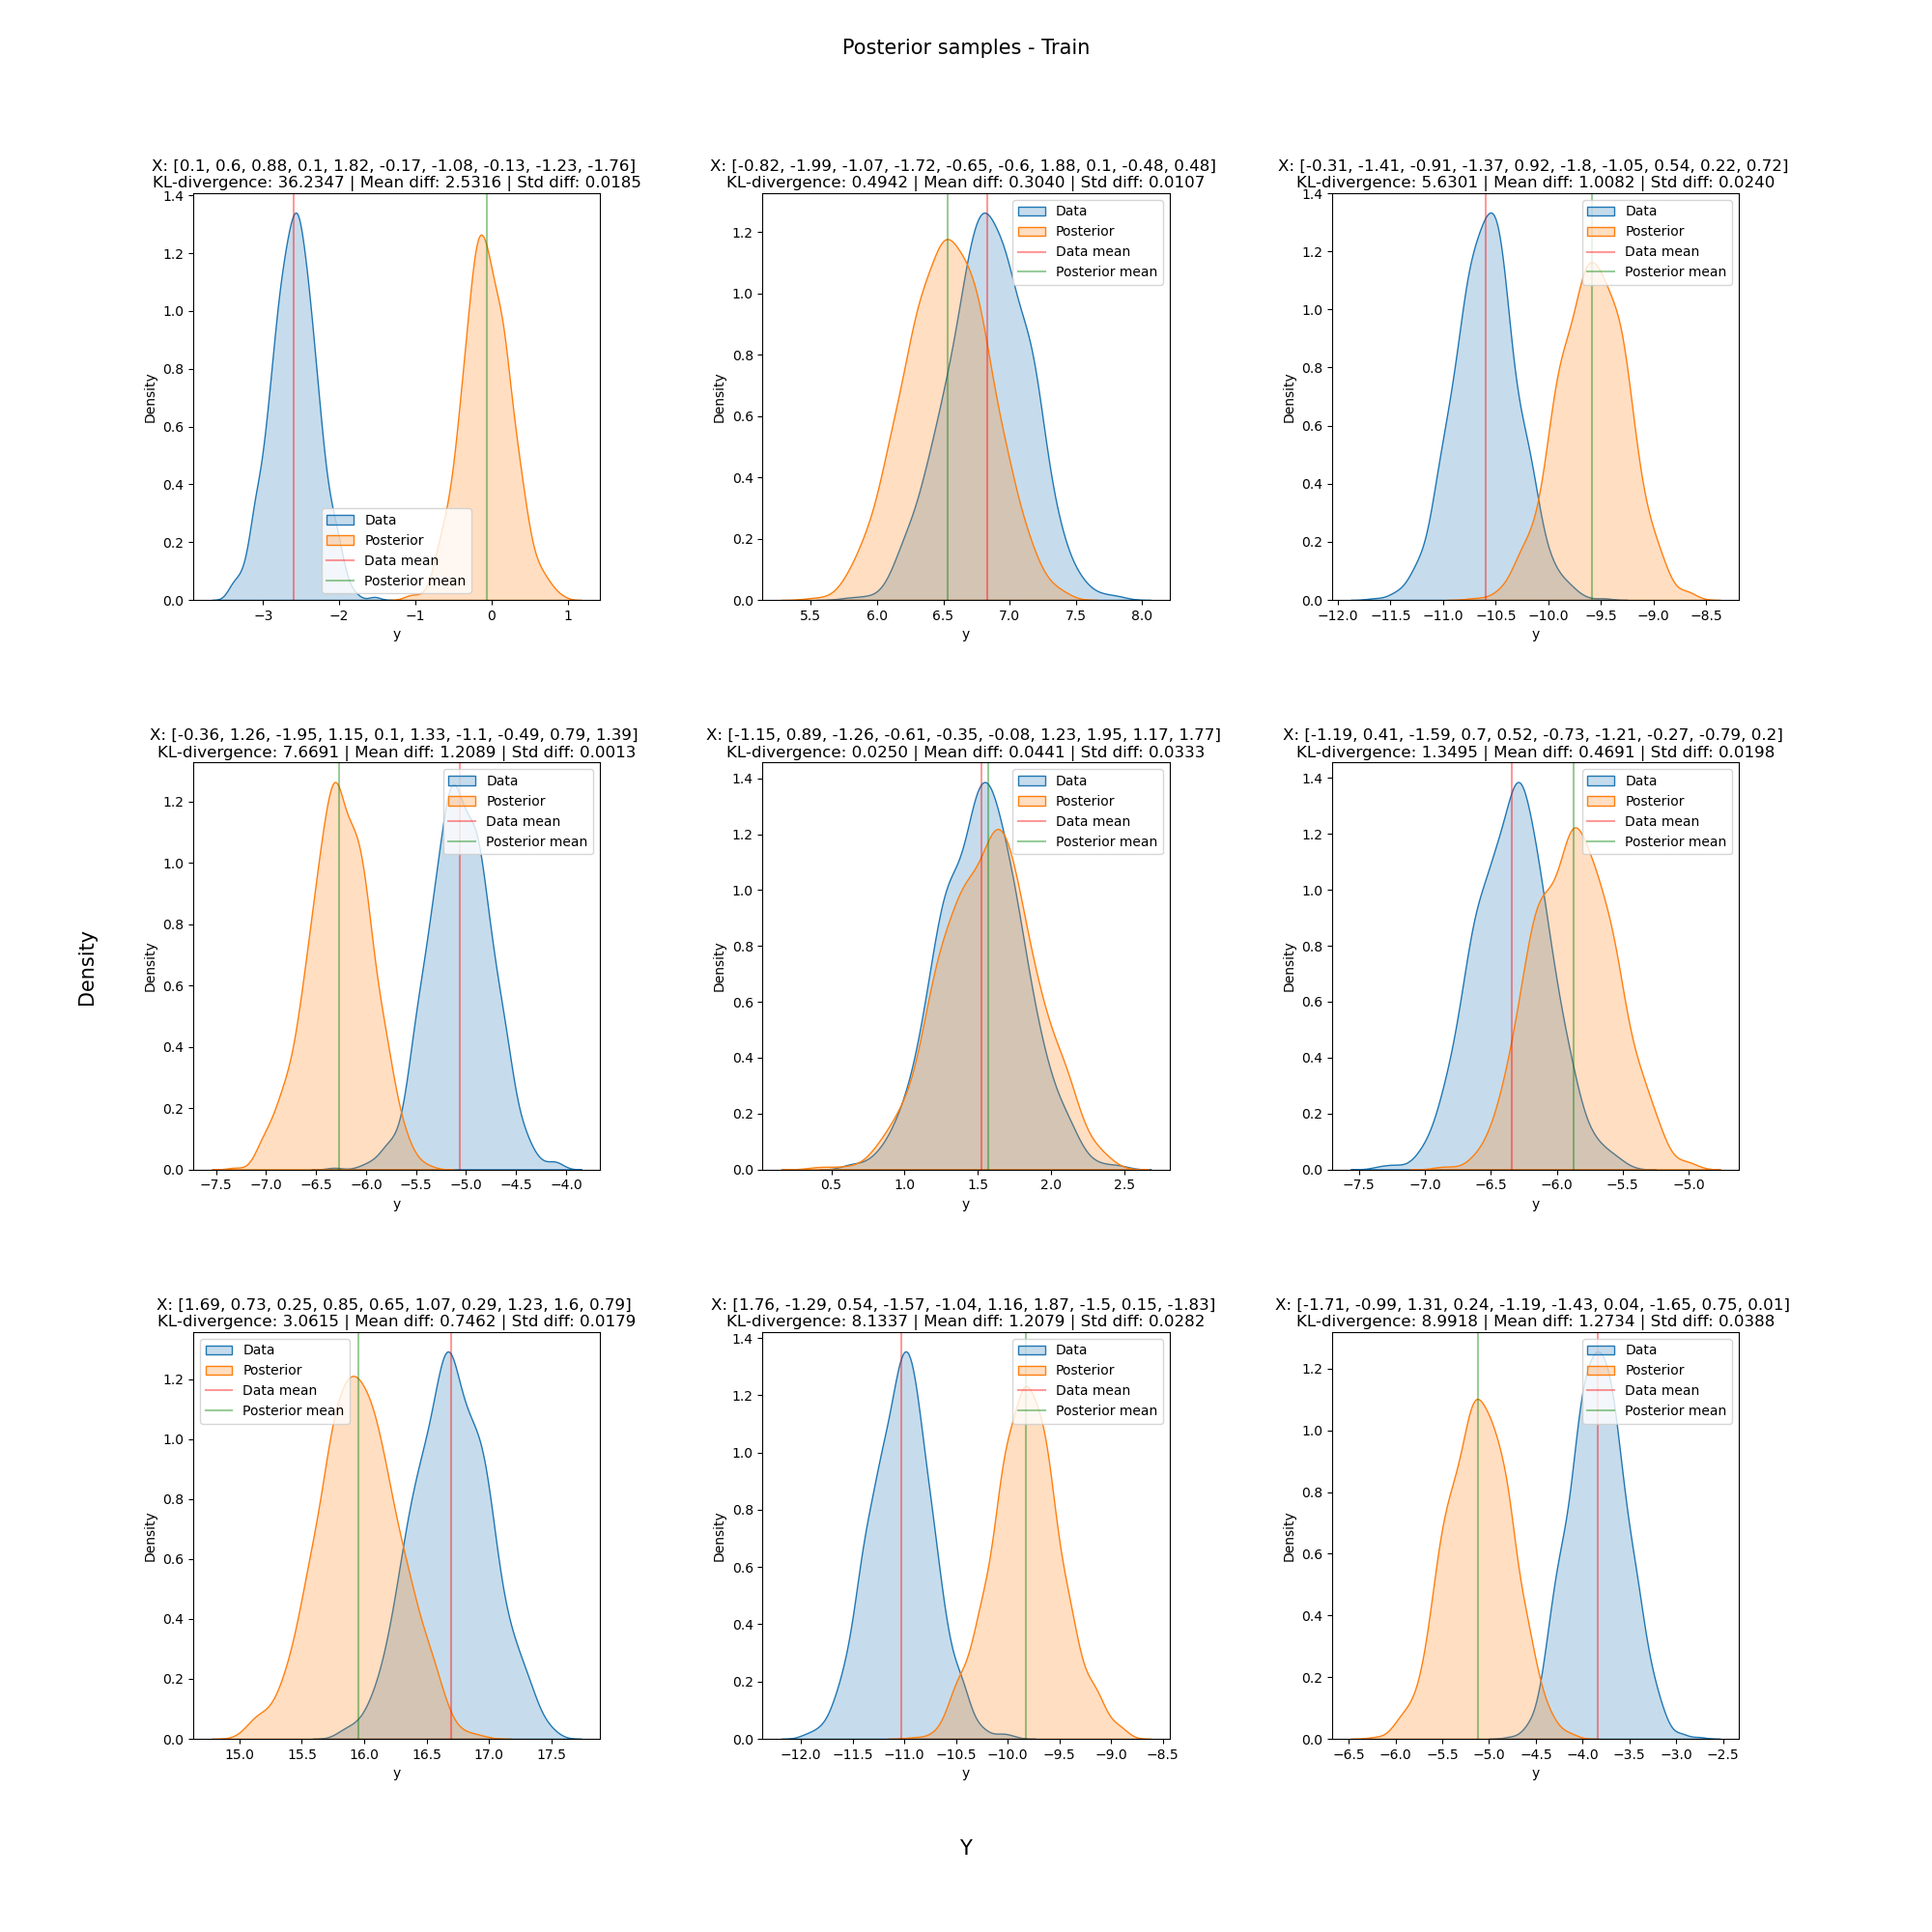 Posterior samples - Train
X: [0.1, 0.6, 0.88, 0.1, 1.82, -0.17, -1.08, -0.13, -1.23, -1.76]
KL-divergence: 36.2347 | Mean diff: 2.5316 | Std diff: 0.0185
1.4
1.2
1.0
0.8
0.6
0.4
0.2
0.0
Density
Data
Posterior
Data mean
Posterior mean
−3 −2 −1 0 1
y
X: [-0.82, -1.99, -1.07, -1.72, -0.65, -0.6, 1.88, 0.1, -0.48, 0.48]
KL-divergence: 0.4942 | Mean diff: 0.3040 | Std diff: 0.0107
1.2
1.0
0.8
0.6
0.4
0.2
0.0
Density
Data
Posterior
Data mean
Posterior mean
5.5 6.0 6.5 7.0 7.5 8.0
y
X: [-0.31, -1.41, -0.91, -1.37, 0.92, -1.8, -1.05, 0.54, 0.22, 0.72]
KL-divergence: 5.6301 | Mean diff: 1.0082 | Std diff: 0.0240
1.4
1.2
1.0
0.8
0.6
0.4
0.2
0.0
Density
Data
Posterior
Data mean
Posterior mean
−12.0 −11.5 −11.0 −10.5 −10.0 −9.5 −9.0 −8.5
y
Density
X: [-0.36, 1.26, -1.95, 1.15, 0.1, 1.33, -1.1, -0.49, 0.79, 1.39]
KL-divergence: 7.6691 | Mean diff: 1.2089 | Std diff: 0.0013
1.2
1.0
0.8
0.6
0.4
0.2
0.0
Density
Data
Posterior
Data mean
Posterior mean
−7.5 −7.0 −6.5 −6.0 −5.5 −5.0 −4.5 −4.0
y
X: [-1.15, 0.89, -1.26, -0.61, -0.35, -0.08, 1.23, 1.95, 1.17, 1.77]
KL-divergence: 0.0250 | Mean diff: 0.0441 | Std diff: 0.0333
1.4
1.2
1.0
0.8
0.6
0.4
0.2
0.0
Density
Data
Posterior
Data mean
Posterior mean
0.5 1.0 1.5 2.0 2.5
y
X: [-1.19, 0.41, -1.59, 0.7, 0.52, -0.73, -1.21, -0.27, -0.79, 0.2]
KL-divergence: 1.3495 | Mean diff: 0.4691 | Std diff: 0.0198
1.4
1.2
1.0
0.8
0.6
0.4
0.2
0.0
Density
Data
Posterior
Data mean
Posterior mean
−7.5 −7.0 −6.5 −6.0 −5.5 −5.0
y
X: [1.69, 0.73, 0.25, 0.85, 0.65, 1.07, 0.29, 1.23, 1.6, 0.79]
KL-divergence: 3.0615 | Mean diff: 0.7462 | Std diff: 0.0179
1.2
1.0
0.8
0.6
0.4
0.2
0.0
Density
Data
Posterior
Data mean
Posterior mean
15.0 15.5 16.0 16.5 17.0 17.5
y
X: [1.76, -1.29, 0.54, -1.57, -1.04, 1.16, 1.87, -1.5, 0.15, -1.83]
KL-divergence: 8.1337 | Mean diff: 1.2079 | Std diff: 0.0282
1.4
1.2
1.0
0.8
0.6
0.4
0.2
0.0
Density
Data
Posterior
Data mean
Posterior mean
−12.0 −11.5 −11.0 −10.5 −10.0 −9.5 −9.0 −8.5
y
X: [-1.71, -0.99, 1.31, 0.24, -1.19, -1.43, 0.04, -1.65, 0.75, 0.01]
KL-divergence: 8.9918 | Mean diff: 1.2734 | Std diff: 0.0388
1.2
1.0
0.8
0.6
0.4
0.2
0.0
Density
Data
Posterior
Data mean
Posterior mean
−6.5 −6.0 −5.5 −5.0 −4.5 −4.0 −3.5 −3.0 −2.5
y
Y